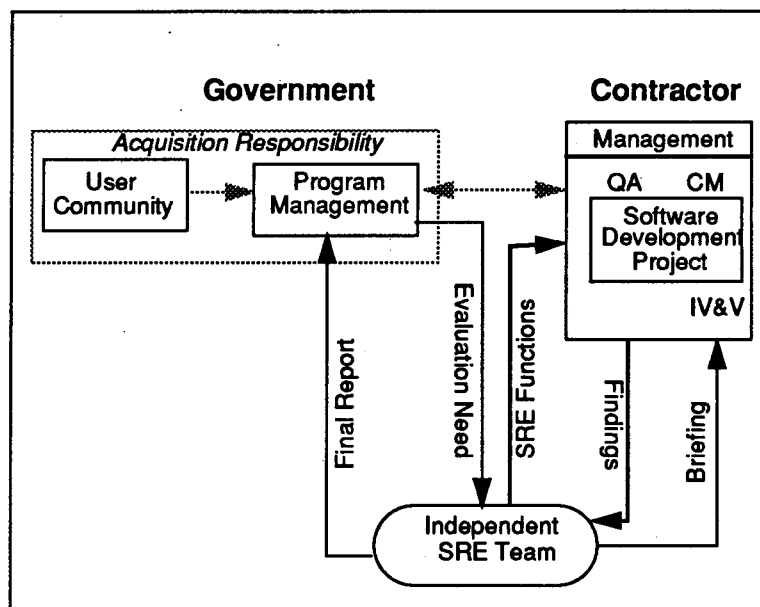 Government
Contractor
Acquisition Responsibility
Management
User
Community
Program
Management
QA
CM
Software
Development
Project
IV&V
Final Report
Evaluation Need
SRE Functions
Findings
Briefing
Independent
SRE Team